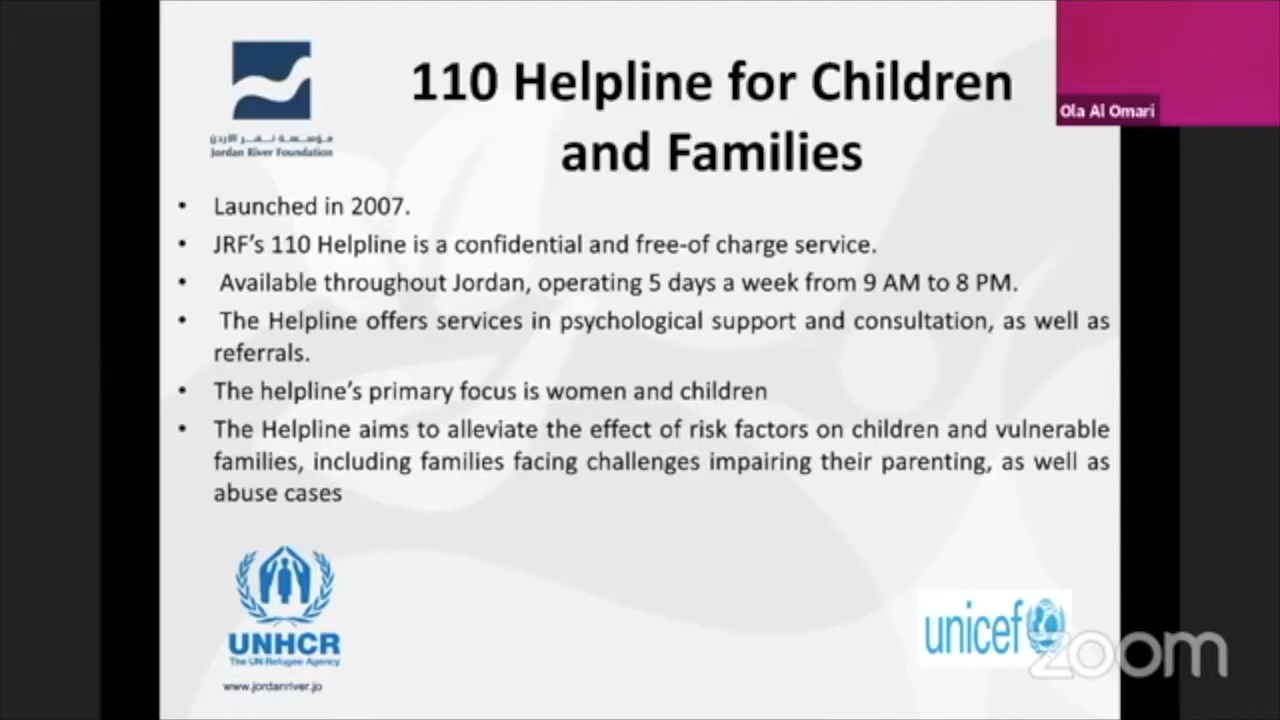 110 Helpline for Children
and Families
Ola Al Omari
مؤسسة نهر الأردن
Jordan River Foundation
• Launched in 2007.
• JRF's 110 Helpline is a confidential and free-of charge service.
• Available throughout Jordan, operating 5 days a week from 9 AM to 8 PM.
• The Helpline offers services in psychological support and consultation, as well as
referrals.
• The helpline's primary focus is women and children
• The Helpline aims to alleviate the effect of risk factors on children and vulnerable
families, including families facing challenges impairing their parenting, as well as
abuse cases
UNHCR
The UN Refugee Agency
www.jordanriver.jo
unicef
zoom